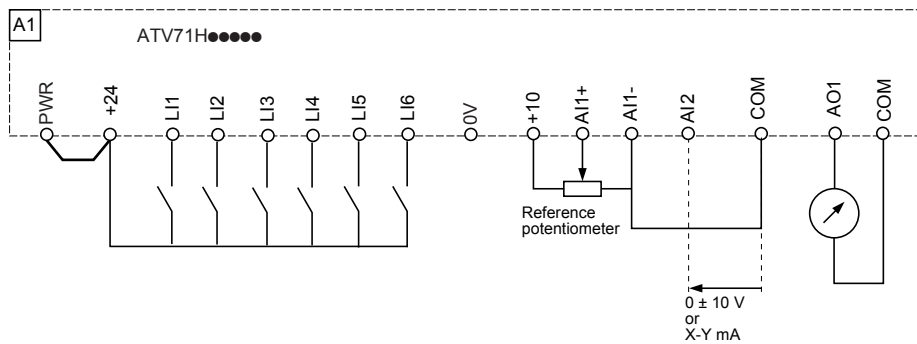 A1
ATV71H●●●●●
PWR
+24
LI1
LI2
LI3
LI4
LI5
LI6
0V
+10
AI1+
AI1-
AI2
COM
AO1
COM
Reference
potentiometer
0 ± 10 V
or
X-Y mA